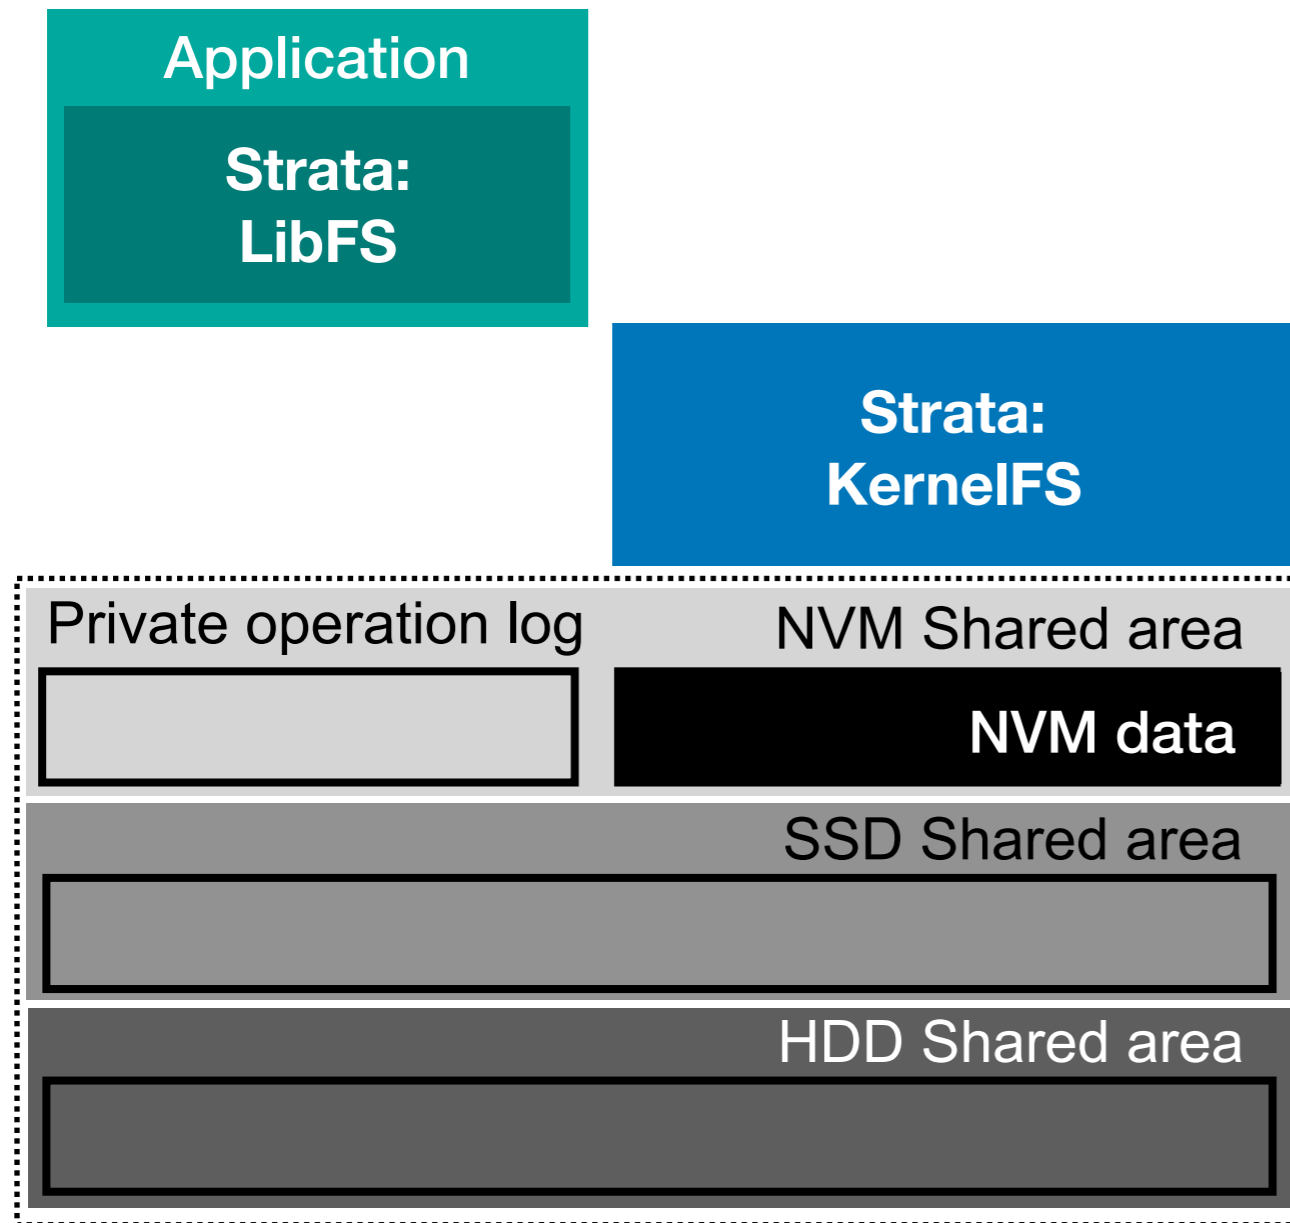 Application
Strata:
LibFS
Strata:
KernelFS
Private operation log
NVM Shared area
NVM data
SSD Shared area
HDD Shared area